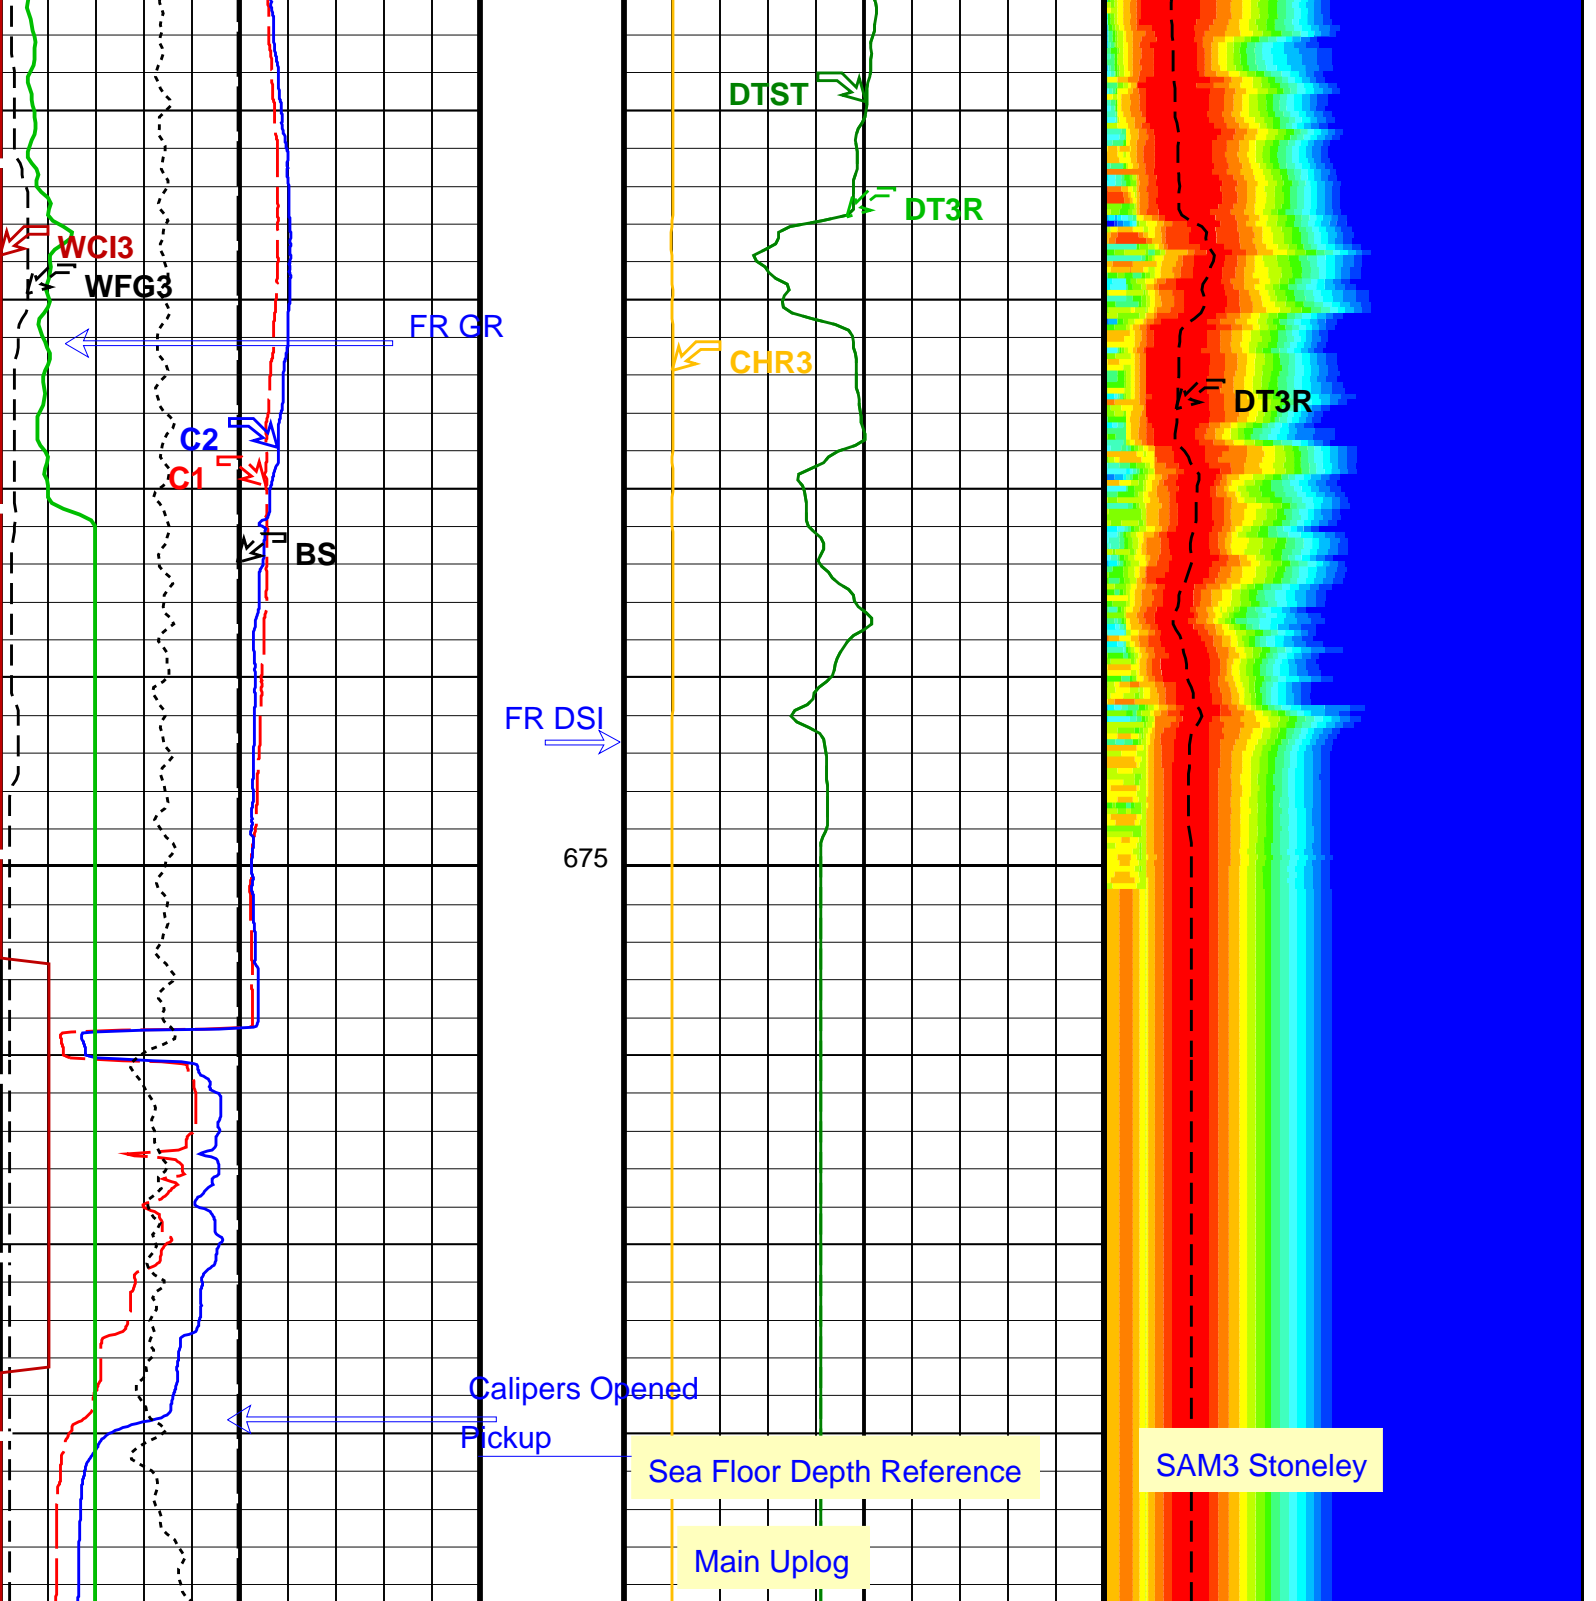 DTST
DT3R
WCI3
WFG3
FR GR
CHR3
DT3R
C2
C1
BS
FR DSI
675
Calipers Opened
Pickup
Sea Floor Depth Reference
SAM3 Stoneley
Main Uplog